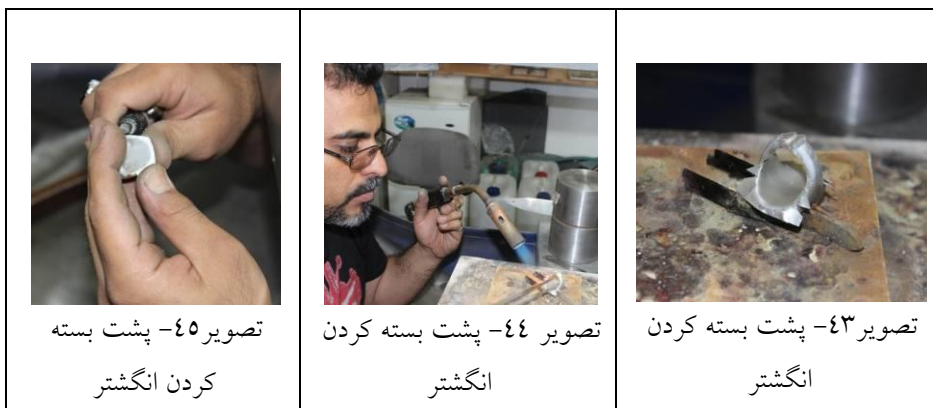 تصویر٤٣- پشت بسته کردن
انگشتر
تصویر ٤٤- پشت بسته کردن
انگشتر
تصویر٤٥- پشت بسته
کردن انگشتر